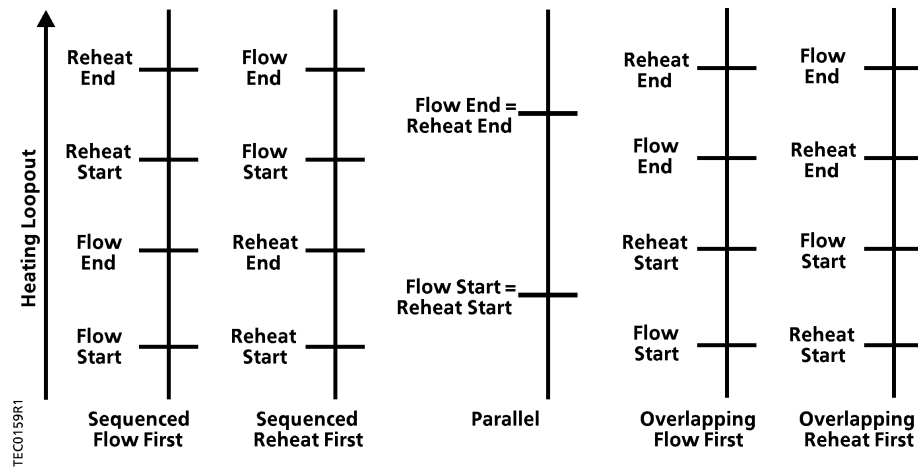 Heating Loopout
TEC0159R1
Reheat
End
Reheat
Start
Flow
End
Flow
Start
Sequenced
Flow First
Flow
End
Flow
Start
Reheat
End
Reheat
Start
Sequenced
Reheat First
Flow End =
Reheat End
Flow Start =
Reheat Start
Parallel
Reheat
End
Flow
End
Reheat
Start
Flow
Start
Overlapping
Flow First
Flow
End
Reheat
End
Flow
Start
Reheat
Start
Overlapping
Reheat First